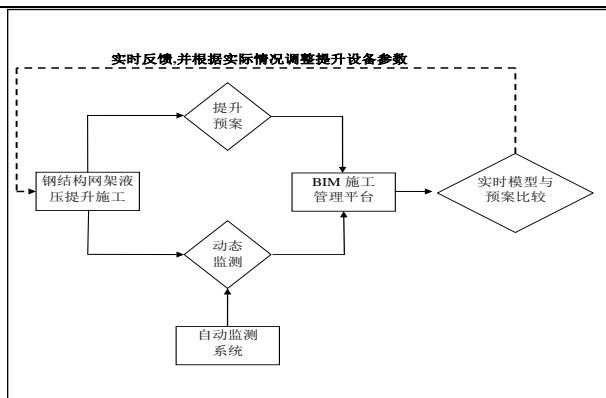 实时反馈,并根据实际情况调整提升设备参数
提升
预案
钢结构网架液
压提升施工
BIM 施工
管理平台
实时模型与
预案比较
动态
监测
自动监测
系统